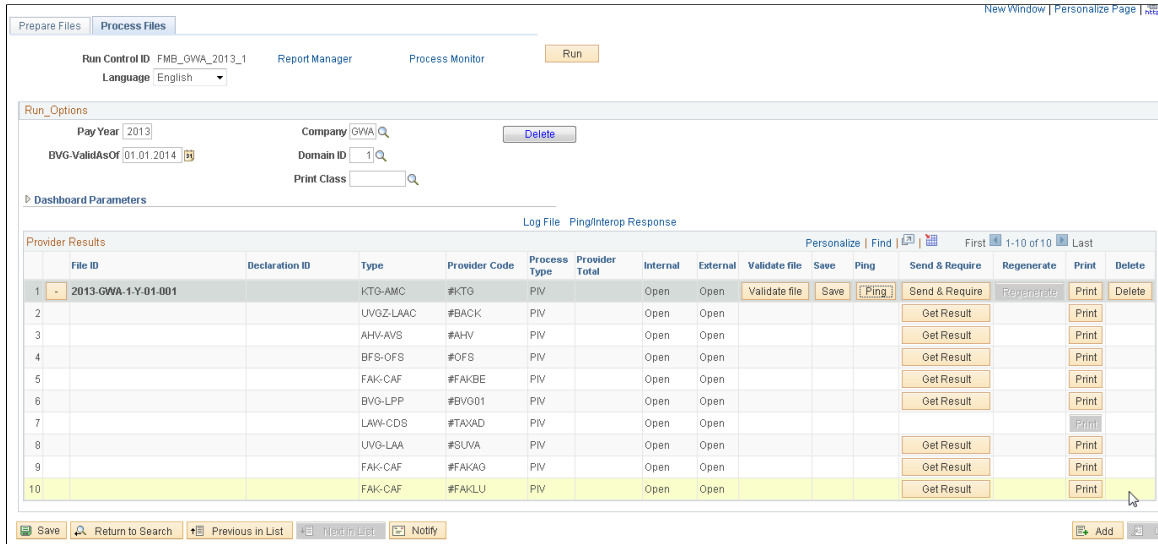 New Window | Personalize Page |
Prepare Files Process Files
Run Control ID FMB_GWA_2013_1 Report Manager Process Monitor Run
Language English
Run_Options
Pay Year 2013 Company GWA Delete
BVG-ValidAsOf 01.01.2014 Domain ID 1
Print Class
Dashboard Parameters
Log File Ping/Interop Response
Provider Results Personalize | Find | | First 1-10 of 10 Last
File ID Declaration ID Type Provider Code Process Type Provider Total Internal External Validate file Save Ping Send & Require Regenerate Print Delete
1 - 2013-GWA-1-Y-01-001 KTG-AMC #KTG PIV Open Open Validate file Save Ping Send & Require Regenerate Print Delete
2 UVGZ-LAAC #BACK PIV Open Open Get Result Print
3 AHV-AVS #AHV PIV Open Open Get Result Print
4 BFS-OFS #OFS PIV Open Open Get Result Print
5 FAK-CAF #FAKBE PIV Open Open Get Result Print
6 BVG-LPP #BVG01 PIV Open Open Get Result Print
7 LAW-CDS #TAXAD PIV Open Open Print
8 UVG-LAA #SUVA PIV Open Open Get Result Print
9 FAK-CAF #FAKAG PIV Open Open Get Result Print
10 FAK-CAF #FAKLU PIV Open Open Get Result Print
Save Return to Search Previous in List Next in List Notify Add